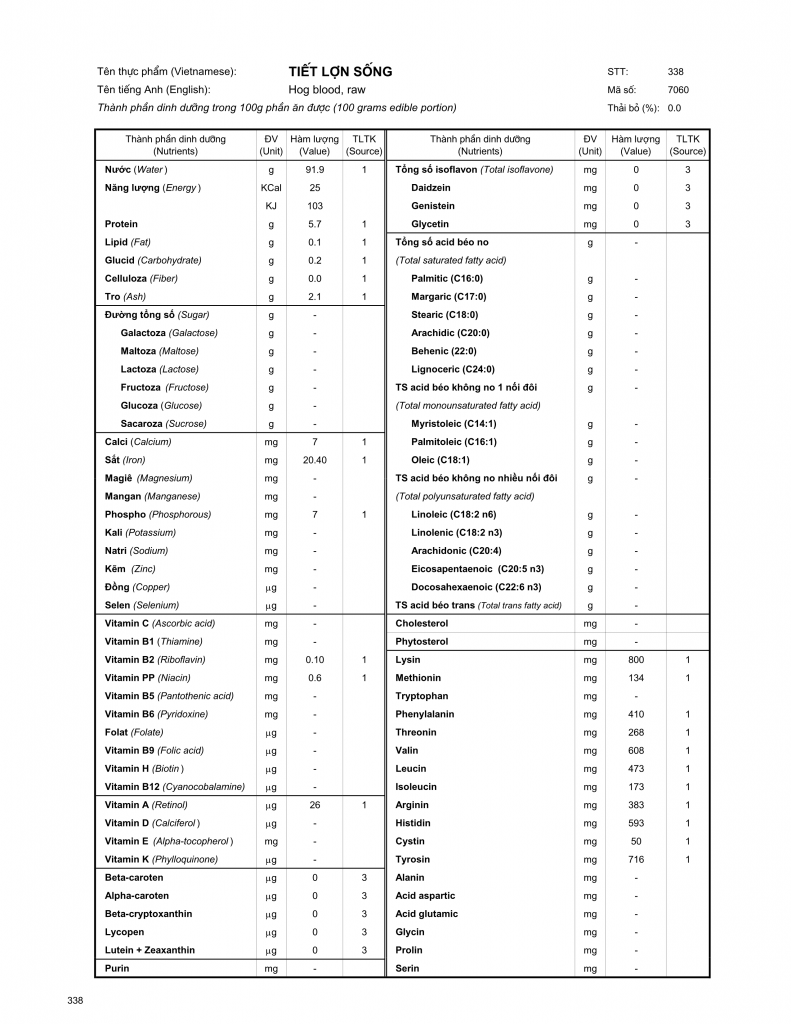 Tên thực phẩm (Vietnamese): TIẾT LỢN SỐNG STT: 338
Tên tiếng Anh (English): Hog blood, raw Mã số: 7060
Thành phần dinh dưỡng trong 100g phần ăn được (100 grams edible portion) Thải bỏ (%): 0.0
Thành phần dinh dưỡng ĐV Hàm lượng TLTK Thành phần dinh dưỡng ĐV Hàm lượng TLTK
(Nutrients) (Unit) (Value) (Source) (Nutrients) (Unit) (Value) (Source)
Nước (Water ) g 91.9 1 Tổng số isoflavon (Total isoflavone) mg 0 3
Năng lượng (Energy ) KCal 25 Daidzein mg 0 3
KJ 103 Genistein mg 0 3
Protein g 5.7 1 Glycetin mg 0 3
Lipid (Fat) g 0.1 1 Tổng số acid béo no g -
Glucid (Carbohydrate) g 0.2 1 (Total saturated fatty acid)
Celluloza (Fiber) g 0.0 1 Palmitic (C16:0) g -
Tro (Ash) g 2.1 1 Margaric (C17:0) g -
Đường tổng số (Sugar) g - Stearic (C18:0) g -
Galactoza (Galactose) g - Arachidic (C20:0) g -
Maltoza (Maltose) g - Behenic (22:0) g -
Lactoza (Lactose) g - Lignoceric (C24:0) g -
Fructoza (Fructose) g - TS acid béo không no 1 nối đôi g -
Glucoza (Glucose) g - (Total monounsaturated fatty acid)
Sacaroza (Sucrose) g - Myristoleic (C14:1) g -
Calci (Calcium) mg 7 1 Palmitoleic (C16:1) g -
Sắt (Iron) mg 20.40 1 Oleic (C18:1) g -
Magiê (Magnesium) mg - TS acid béo không no nhiều nối đôi g -
Mangan (Manganese) mg - (Total polyunsaturated fatty acid)
Phospho (Phosphorous) mg 7 1 Linoleic (C18:2 n6) g -
Kali (Potassium) mg - Linolenic (C18:2 n3) g -
Natri (Sodium) mg - Arachidonic (C20:4) g -
Kẽm (Zinc) mg - Eicosapentaenoic (C20:5 n3) g -
Đồng (Copper) μg - Docosahexaenoic (C22:6 n3) g -
Selen (Selenium) μg - TS acid béo trans (Total trans fatty acid) g -
Vitamin C (Ascorbic acid) mg - Cholesterol mg -
Vitamin B1 (Thiamine) mg - Phytosterol mg -
Vitamin B2 (Riboflavin) mg 0.10 1 Lysin mg 800 1
Vitamin PP (Niacin) mg 0.6 1 Methionin mg 134 1
Vitamin B5 (Pantothenic acid) mg - Tryptophan mg -
Vitamin B6 (Pyridoxine) mg - Phenylalanin mg 410 1
Folat (Folate) μg - Threonin mg 268 1
Vitamin B9 (Folic acid) μg - Valin mg 608 1
Vitamin H (Biotin ) μg - Leucin mg 473 1
Vitamin B12 (Cyanocobalamine) μg - Isoleucin mg 173 1
Vitamin A (Retinol) μg 26 1 Arginin mg 383 1
Vitamin D (Calciferol ) μg - Histidin mg 593 1
Vitamin E (Alpha-tocopherol ) mg - Cystin mg 50 1
Vitamin K (Phylloquinone) μg - Tyrosin mg 716 1
Beta-caroten μg 0 3 Alanin mg -
Alpha-caroten μg 0 3 Acid aspartic mg -
Beta-cryptoxanthin μg 0 3 Acid glutamic mg -
Lycopen μg 0 3 Glycin mg -
Lutein + Zeaxanthin μg 0 3 Prolin mg -
Purin mg - Serin mg -
338